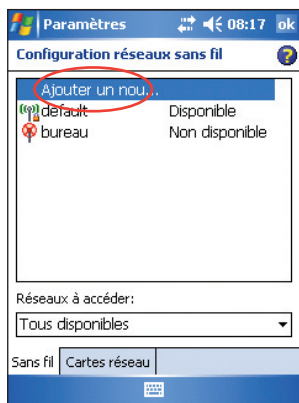 Paramètres 08:17 ok
Configuration réseaux sans fil ?
Ajouter un nou...
default Disponible
bureau Non disponible
Réseaux à accéder:
Tous disponibles
Sans fil Cartes réseau